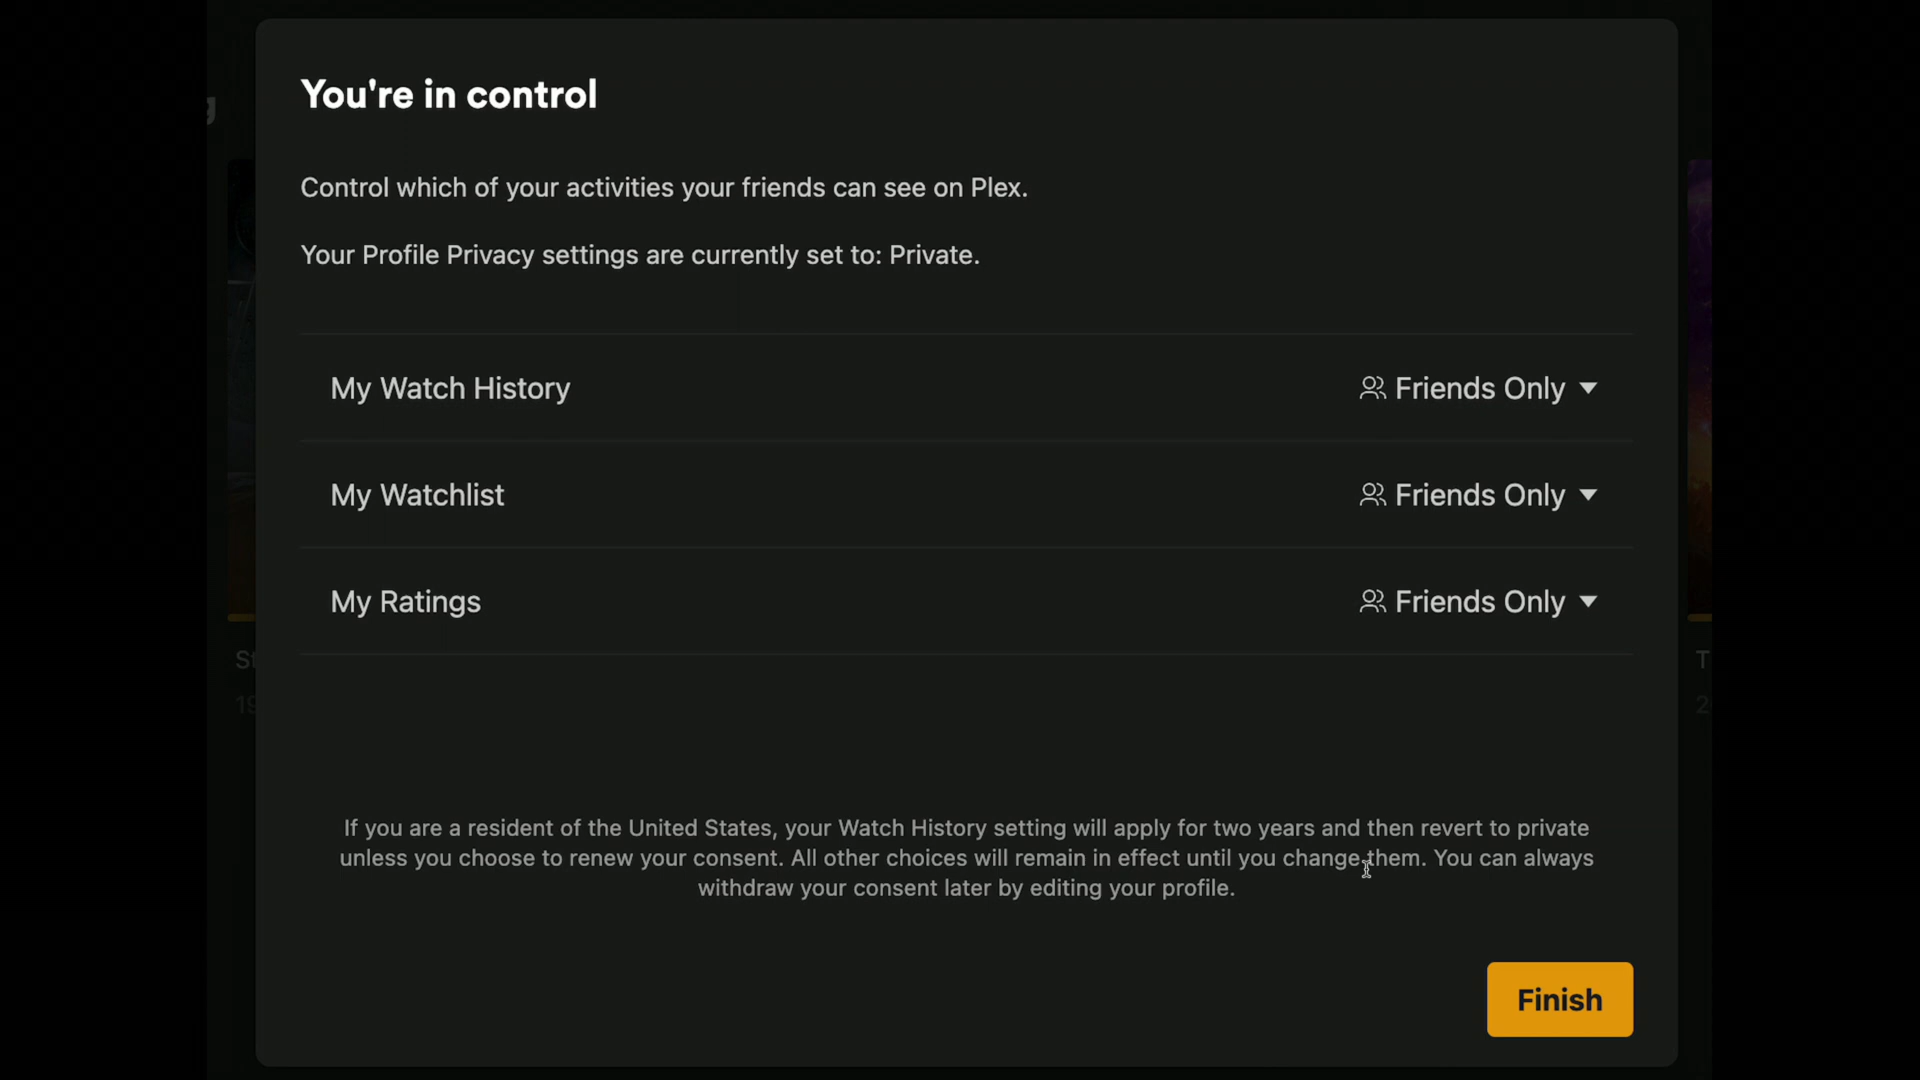 You're in control
Control which of your activities your friends can see on Plex.
Your Profile Privacy settings are currently set to: Private.
My Watch History
Friends Only
My Watchlist
Friends Only
My Ratings
Friends Only
If you are a resident of the United States, your Watch History setting will apply for two years and then revert to private
unless you choose to renew your consent. All other choices will remain in effect until you change them. You can always
withdraw your consent later by editing your profile.
Finish